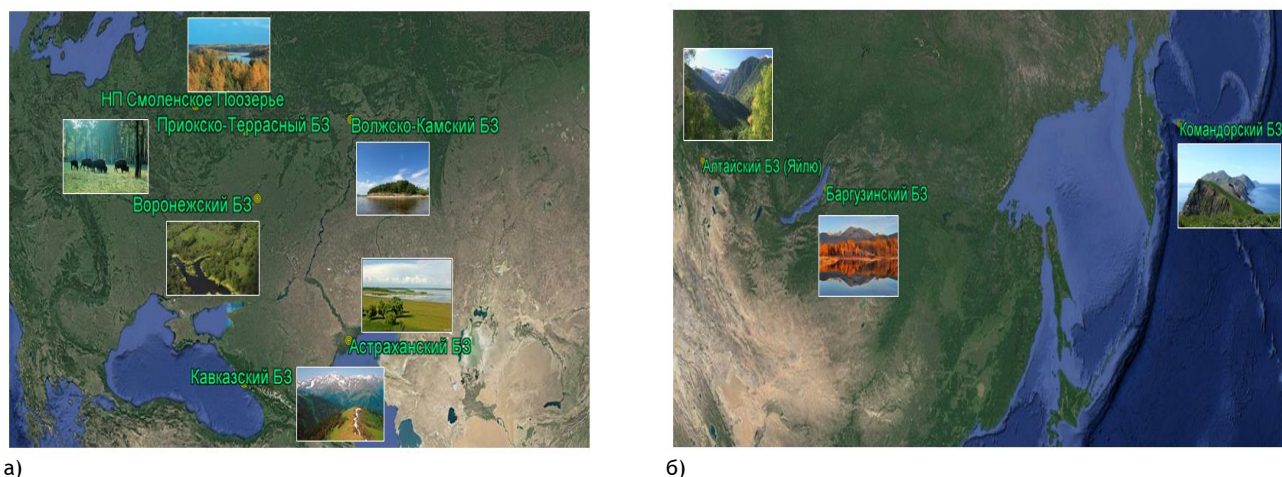 НП Смоленское Поозерье
Приокско-Террасный БЗ
Волжско-Камский БЗ
Воронежский БЗ
Астраханский БЗ
Кавказский БЗ
а)
Командорский БЗ
Алтайский БЗ (Яйлю)
Баргузинский БЗ
б)